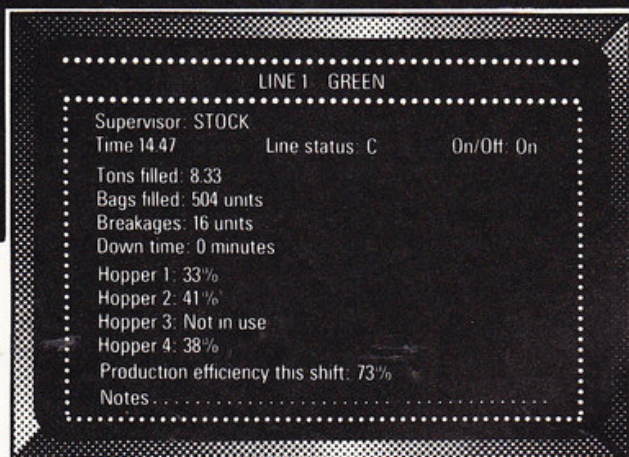 LINE 1 GREEN
Supervisor: STOCK
Time 14.47 Line status: C On/Off: On
Tons filled: 8.33
Bags filled: 504 units
Breakages: 16 units
Down time: 0 minutes
Hopper 1: 33%
Hopper 2: 41%
Hopper 3: Not in use
Hopper 4: 38%
Production efficiency this shift: 73%
Notes . . . . . . . . . . . . . . . . . . . . . . . . . . . . . . . . . . . . . .